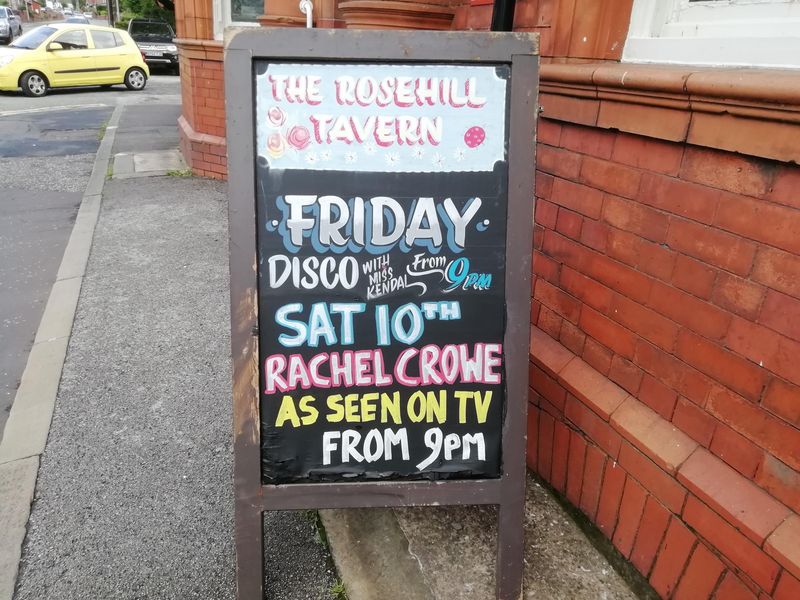 THE ROSEHILL
TAVERN
FRIDAY
DISCO WITH MISS KENDAL From 9PM
SAT 10TH
RACHEL CROWE
AS SEEN ON TV
FROM 9PM